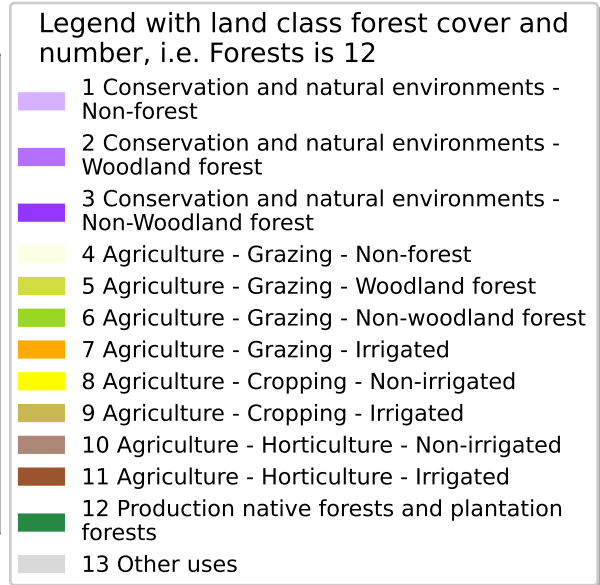 Legend with land class forest cover and
number, i.e. Forests is 12
1 Conservation and natural environments -
Non-forest
2 Conservation and natural environments -
Woodland forest
3 Conservation and natural environments -
Non-Woodland forest
4 Agriculture - Grazing - Non-forest
5 Agriculture - Grazing - Woodland forest
6 Agriculture - Grazing - Non-woodland forest
7 Agriculture - Grazing - Irrigated
8 Agriculture - Cropping - Non-irrigated
9 Agriculture - Cropping - Irrigated
10 Agriculture - Horticulture - Non-irrigated
11 Agriculture - Horticulture - Irrigated
12 Production native forests and plantation
forests
13 Other uses